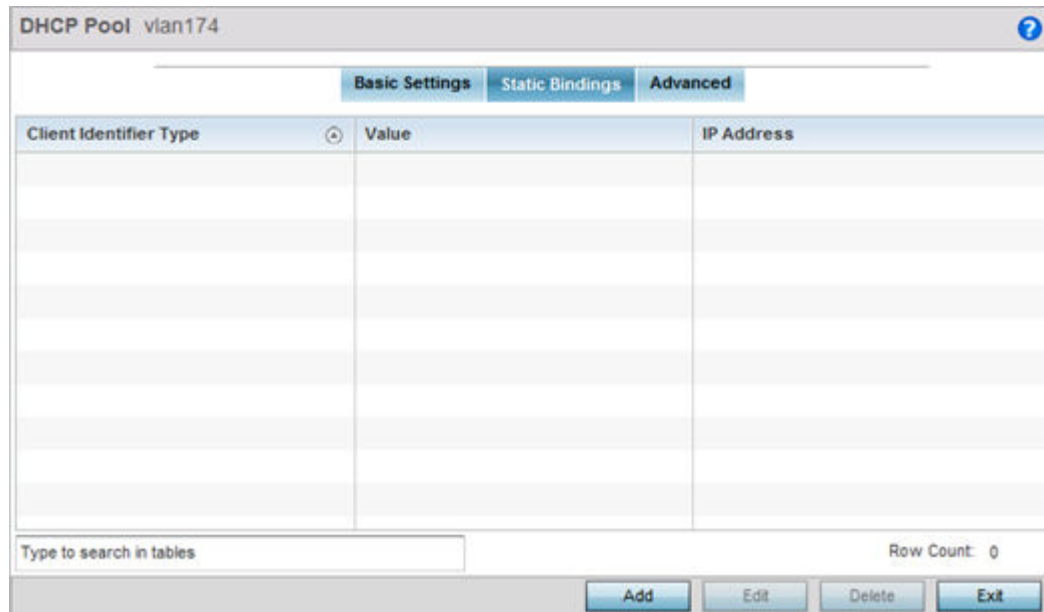 DHCP Pool vlan174 ?
Basic Settings Static Bindings Advanced
Client Identifier Type Value IP Address
Type to search in tables Row Count: 0
Add Edit Delete Exit